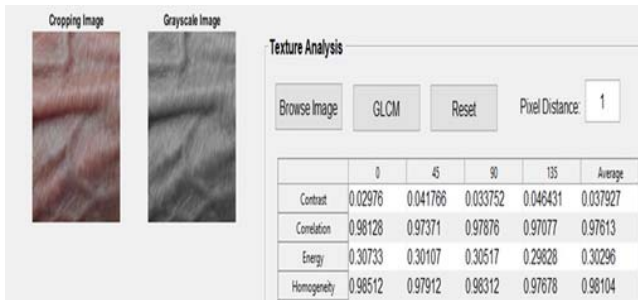 Cropping Image Grayscale Image
Texture Analysis
Browse Image GLCM Reset Pixel Distance: 1
0 45 90 135 Average
Contrast 0.02976 0.041766 0.033752 0.046431 0.037927
Correlation 0.98128 0.97371 0.97876 0.97077 0.97613
Energy 0.30733 0.30107 0.30517 0.29828 0.30296
Homogeneity 0.98512 0.97912 0.98312 0.97678 0.98104